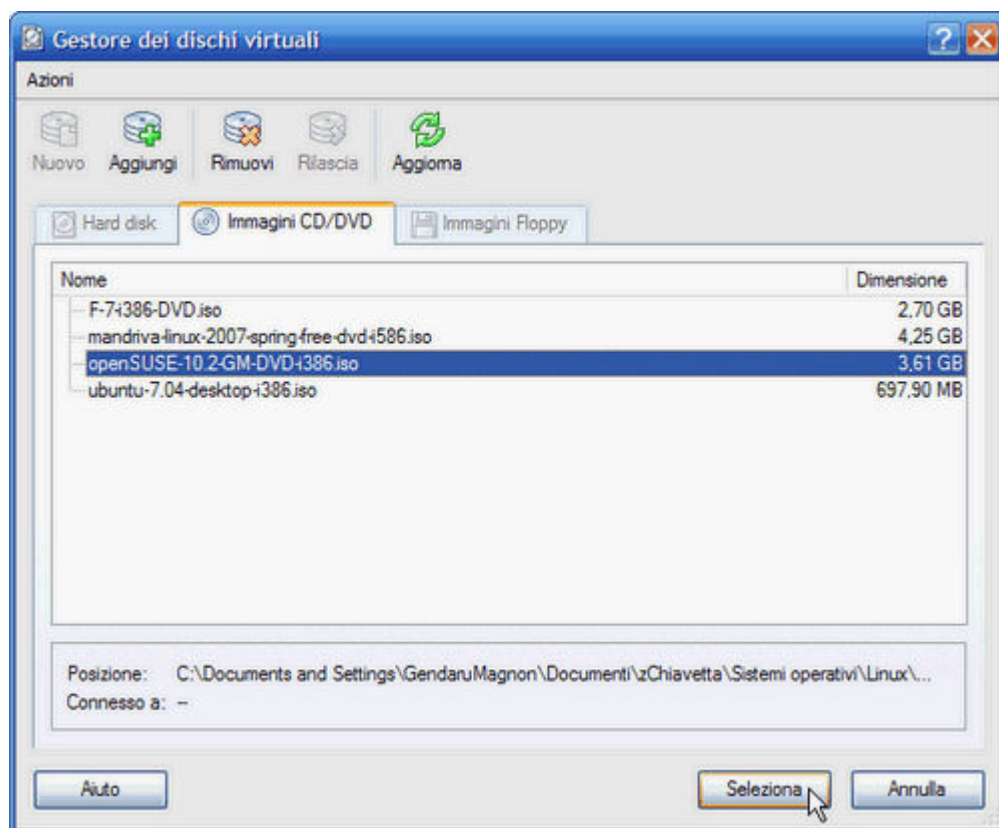 Gestore dei dischi virtuali
Azioni
Nuovo Aggiungi Rimuovi Rilascia Aggiorna
Hard disk Immagini CD/DVD Immagini Floppy
Nome Dimensione
F-7-i386-DVD.iso 2,70 GB
mandriva-linux-2007-spring-free-dvd-i586.iso 4,25 GB
openSUSE-10.2-GM-DVD-i386.iso 3,61 GB
ubuntu-7.04-desktop-i386.iso 697,90 MB
Posizione: C:\Documents and Settings\GendaruMagnon\Documenti\zChiavetta\Sistemi operativi\Linux\...
Connesso a: --
Aiuto Seleziona Annulla